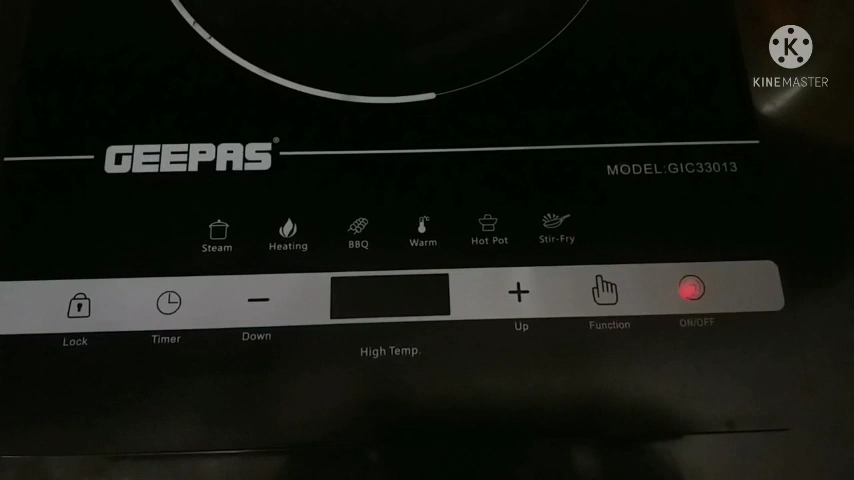 KINEMASTER
GEEPAS®
MODEL:GIC33013
Steam Heating BBQ Warm Hot Pot Stir-Fry
Lock Timer Down Up Function ON/OFF
High Temp.